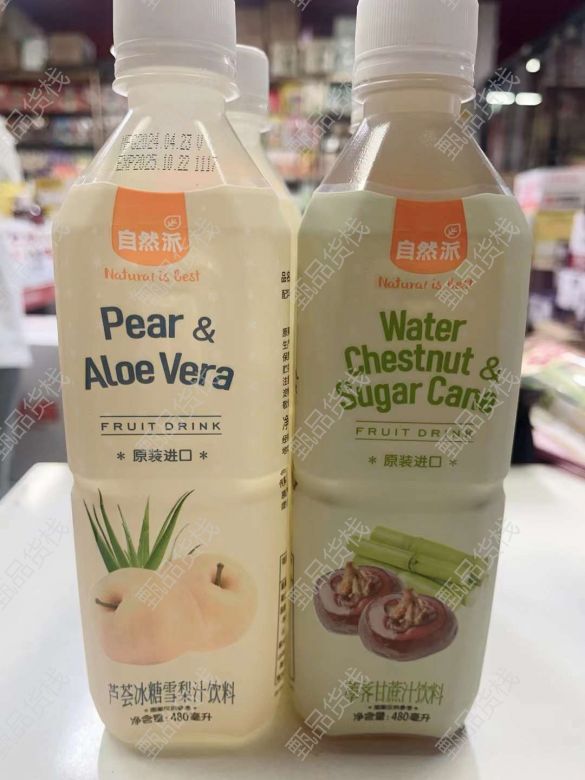 2024.04.23
EXP2025.10.22 1117
自然派
Natural is Best
Pear &
Aloe Vera
FRUIT DRINK
* 原装进口 *
芦荟冰糖雪梨汁饮料
净含量:480毫升
自然派
Natural is Best
Water
Chestnut &
Sugar Cane
FRUIT DRINK
* 原装进口 *
荸荠甘蔗汁饮料
净含量:480毫升
甄品货栈